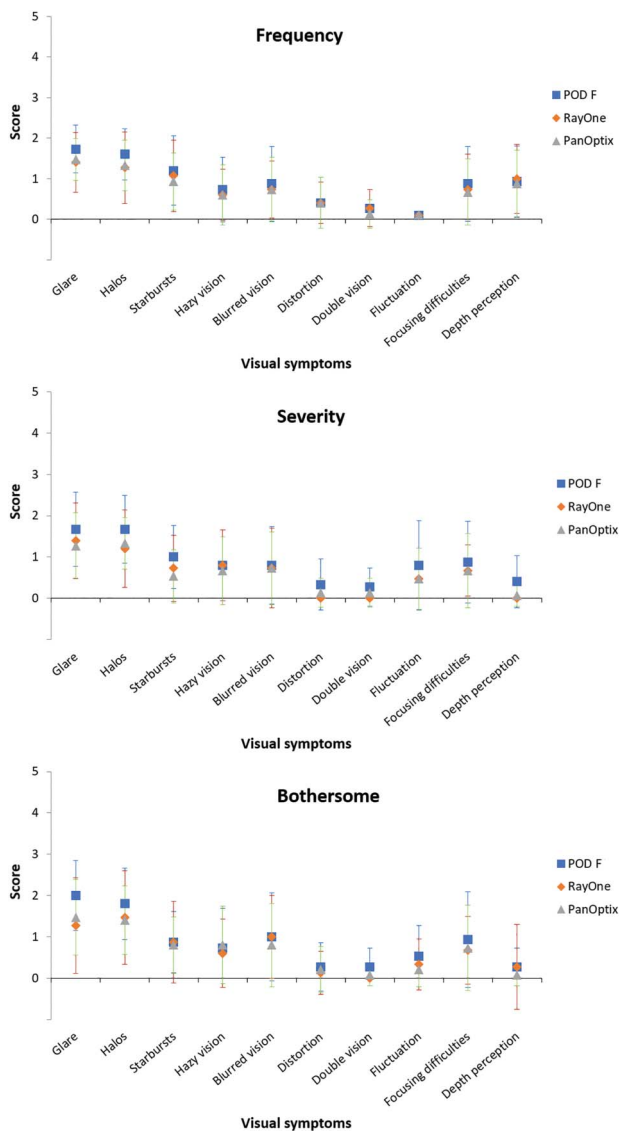 Frequency
5
4
3
2
1
0
Score
POD F
RayOne
PanOptix
Glare
Halos
Starbursts
Hazy vision
Blurred vision
Distortion
Double vision
Fluctuation
Focusing difficulties
Depth perception
Visual symptoms
Severity
5
4
3
2
1
0
Score
POD F
RayOne
PanOptix
Glare
Halos
Starbursts
Hazy vision
Blurred vision
Distortion
Double vision
Fluctuation
Focusing difficulties
Depth perception
Visual symptoms
Bothersome
5
4
3
2
1
0
Score
POD F
RayOne
PanOptix
Glare
Halos
Starbursts
Hazy vision
Blurred vision
Distortion
Double vision
Fluctuation
Focusing difficulties
Depth perception
Visual symptoms